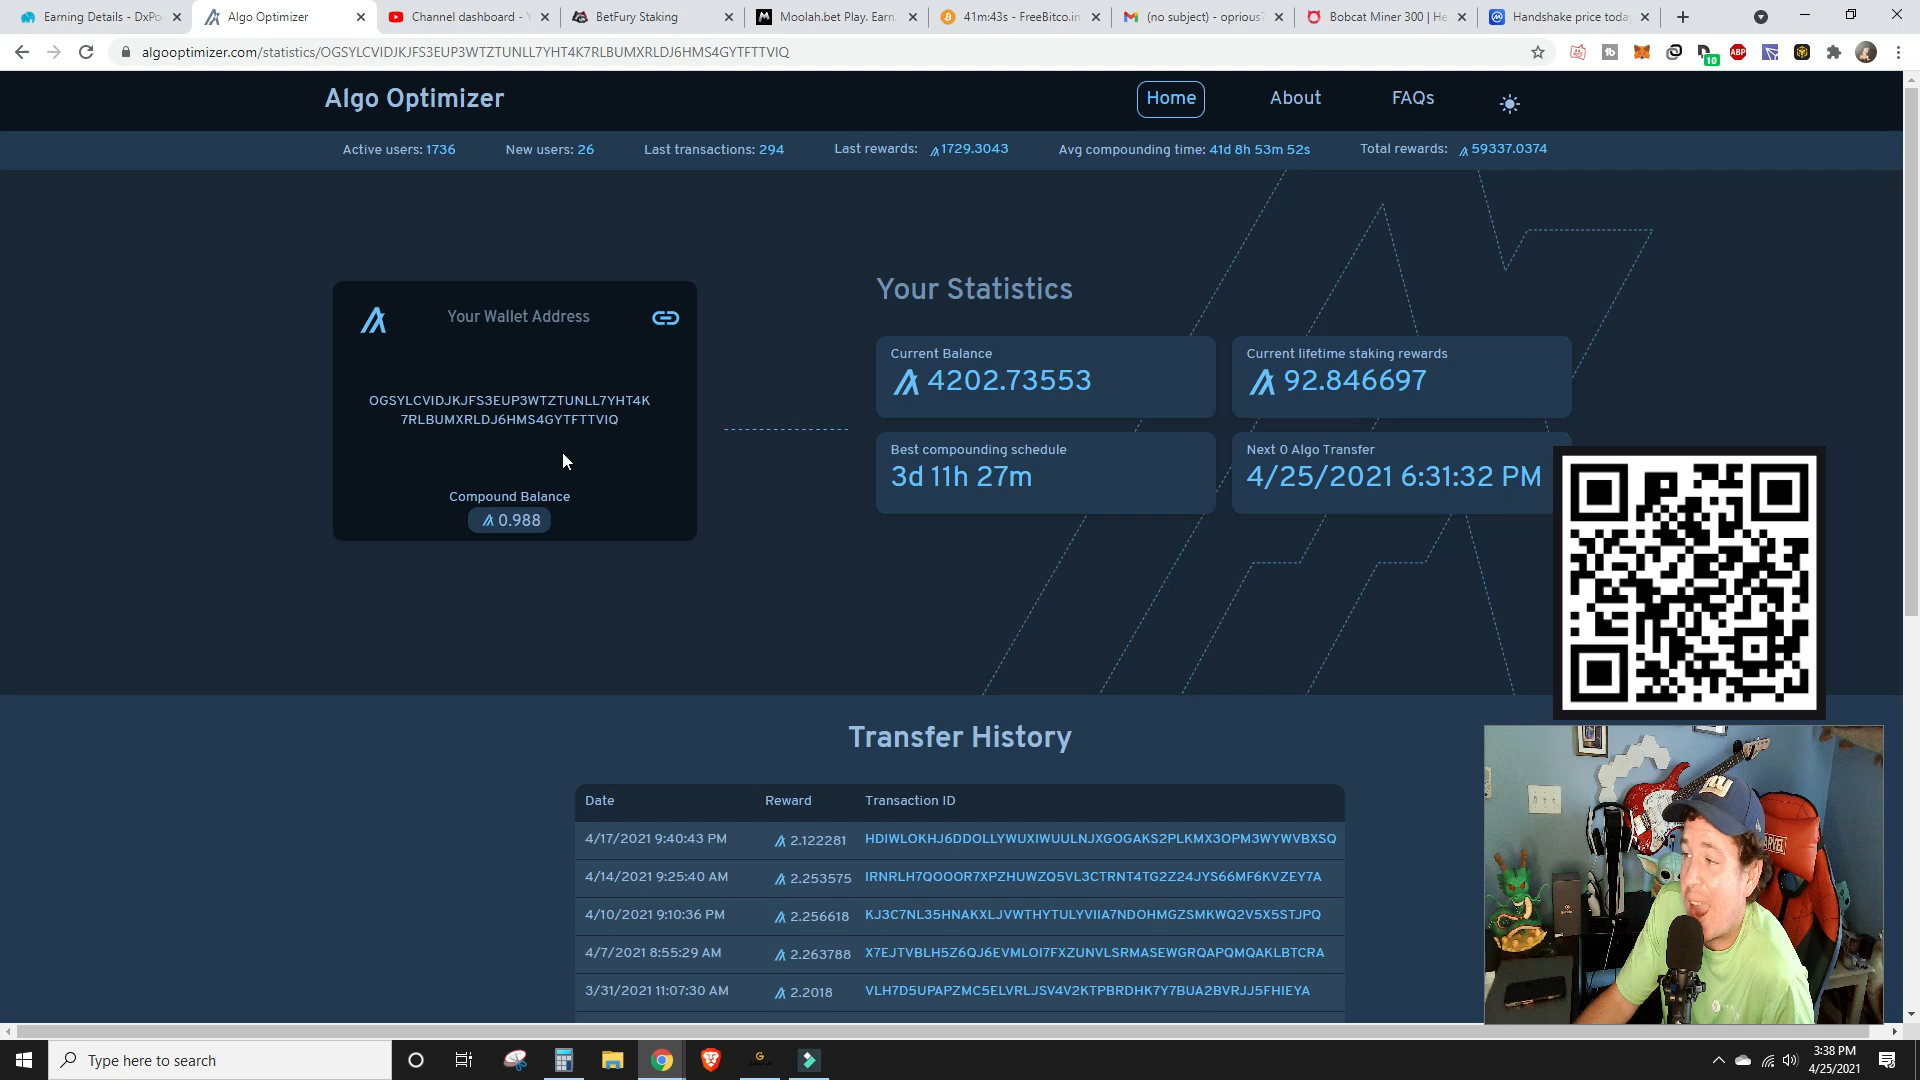 Earning Details - DxPo
Algo Optimizer
Channel dashboard -
BetFury Staking
Moolah.bet Play. Earn.
41m:43s - FreeBitco.in
(no subject) - oprious
Bobcat Miner 300 | He
Handshake price today
algooptimizer.com/statistics/OGSYLCVIDJKJFS3EUP3WTZTUNLL7YHT4K7RLBUMXRLDJ6HMS4GYTFTTVIQ
10
ABP
Algo Optimizer
Home
About
FAQs
Active users: 1736
New users: 26
Last transactions: 294
Last rewards: 1729.3043
Avg compounding time: 41d 8h 53m 52s
Total rewards: 59337.0374
Your Wallet Address
OGSYLCVIDJKJFS3EUP3WTZTUNLL7YHT4K
7RLBUMXRLDJ6HMS4GYTFTTVIQ
Compound Balance
0.988
Your Statistics
Current Balance
4202.73553
Current lifetime staking rewards
92.846697
Best compounding schedule
3d 11h 27m
Next 0 Algo Transfer
4/25/2021 6:31:32 PM
Transfer History
Date Reward Transaction ID
4/17/2021 9:40:43 PM 2.122281 HDIWLOKHJ6DDOLLYWUXIWUULNJXGOGAKS2PLKMX3OPM3WYWVBXSQ
4/14/2021 9:25:40 AM 2.253575 IRNRLH7QOOOR7XPZHUWZQ5VL3CTRNT4TG2Z24JYS66MF6KVZEY7A
4/10/2021 9:10:36 PM 2.256618 KJ3C7NL35HNAKXLJVWTHYTULYVIIA7NDOHMGZSMKWQ2V5X5STJPQ
4/7/2021 8:55:29 AM 2.263788 X7EJTVBLH5Z6QJ6EVMLOI7FXZUNVLSRMASEWGRQAPQMQAKLBTCRA
3/31/2021 11:07:30 AM 2.2018 VLH7D5UPAPZMC5ELVRLJSV4V2KTPBRDHK7Y7BUA2BVRJJ5FHIEYA
MARVEL
Type here to search
3:38 PM
4/25/2021